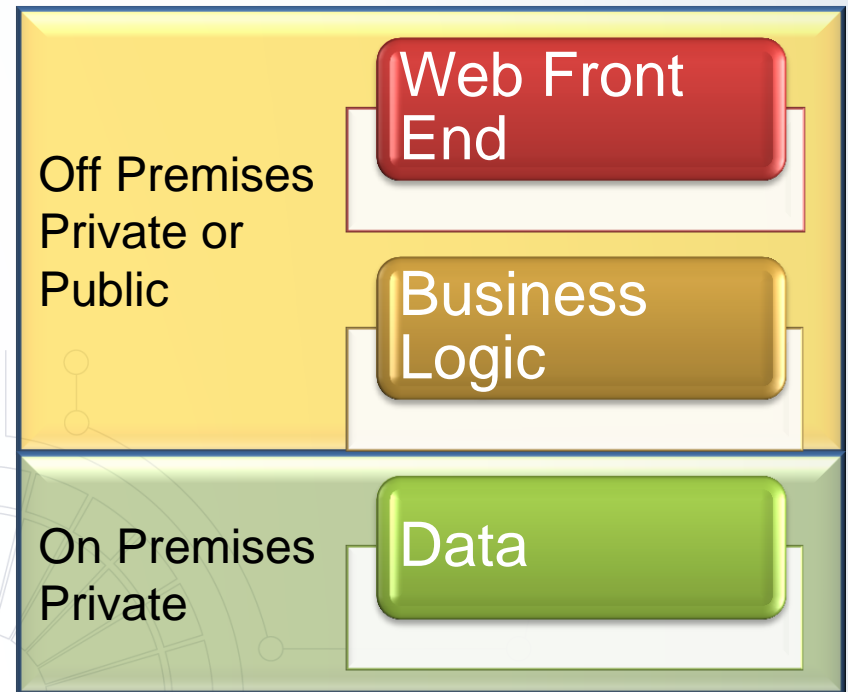 Web Front
End
Off Premises
Private or
Public
Business
Logic
On Premises
Private
Data